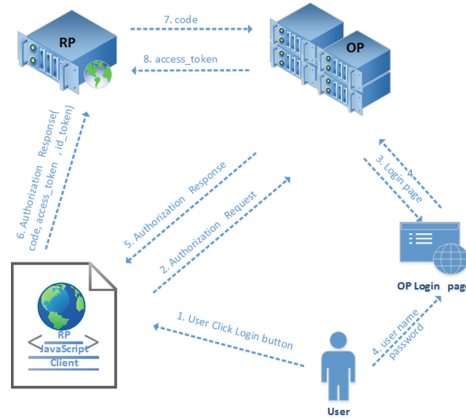 7. code
RP
OP
8. access_token
6. Authorization Response(
code, access_token , id_token)
5. Authorization Response
2. Authorization Request
3. Login page
OP Login page
RP
JavaScript
Client
1. User Click Login button
4. user name
password
User